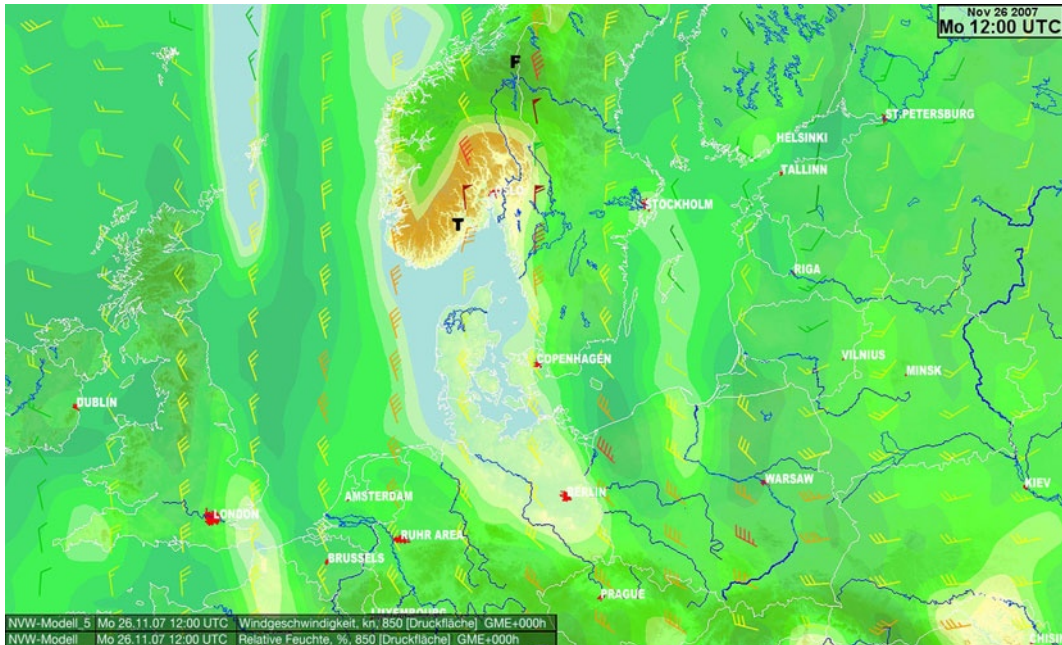 Nov 26 2007
Mo 12:00 UTC
F
ST.PETERSBURG
HELSINKI
TALLINN
STOCKHOLM
T
RIGA
COPENHAGEN
VILNIUS
MINSK
DUBLIN
WARSAW
KIEV
BERLIN
AMSTERDAM
LONDON
RUHR AREA
BRUSSELS
PRAGUE
LUXEMBOURG
NVW-Modell_5 Mo 26.11.07 12:00 UTC Windgeschwindigkeit, kn, 850 [Druckfläche] GME+000h
NVW-Modell Mo 26.11.07 12:00 UTC Relative Feuchte, %, 850 [Druckfläche] GME+000h
CHISIN